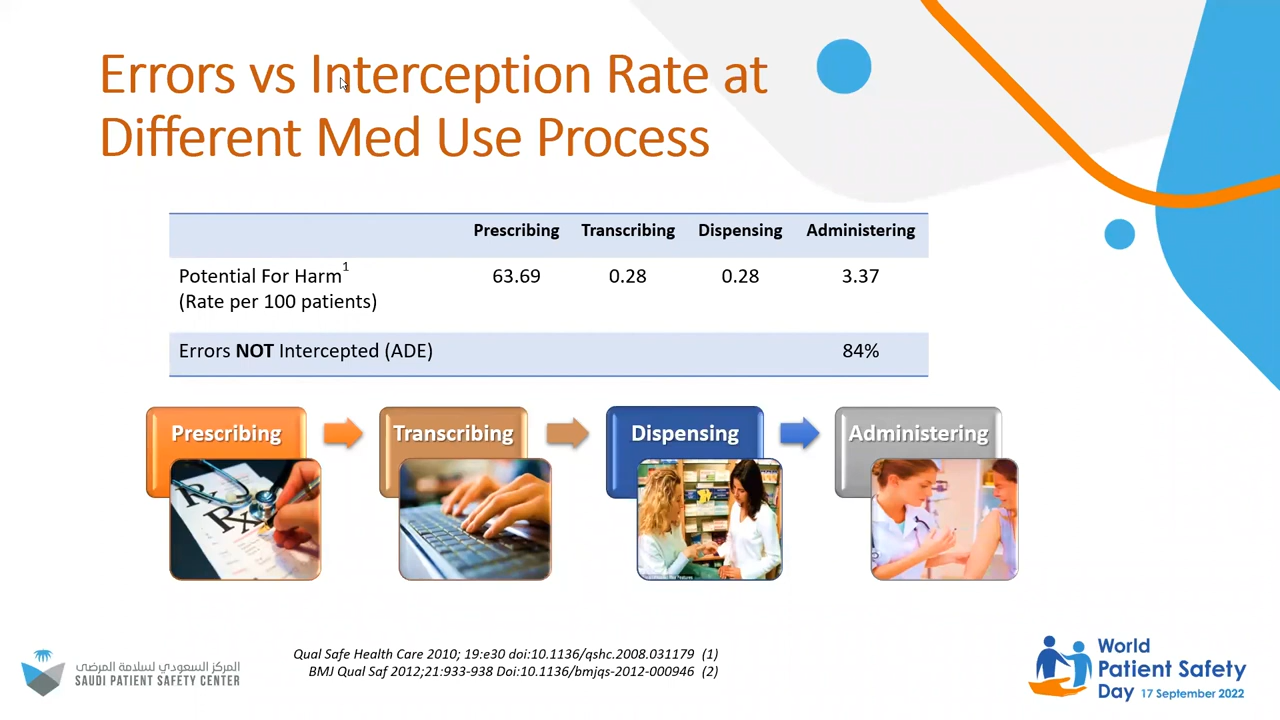 Errors vs Interception Rate at
Different Med Use Process
Prescribing Transcribing Dispensing Administering
Potential For Harm1 63.69 0.28 0.28 3.37
(Rate per 100 patients)
Errors NOT Intercepted (ADE) 84%
Prescribing Transcribing Dispensing Administering
Rx
Rx
Qual Safe Health Care 2010; 19:e30 doi:10.1136/qshc.2008.031179 (1)
BMJ Qual Saf 2012;21:933-938 Doi:10.1136/bmjqs-2012-000946 (2)
المركز السعودي لسلامة المرضى
SAUDI PATIENT SAFETY CENTER
World
Patient Safety
Day 17 September 2022